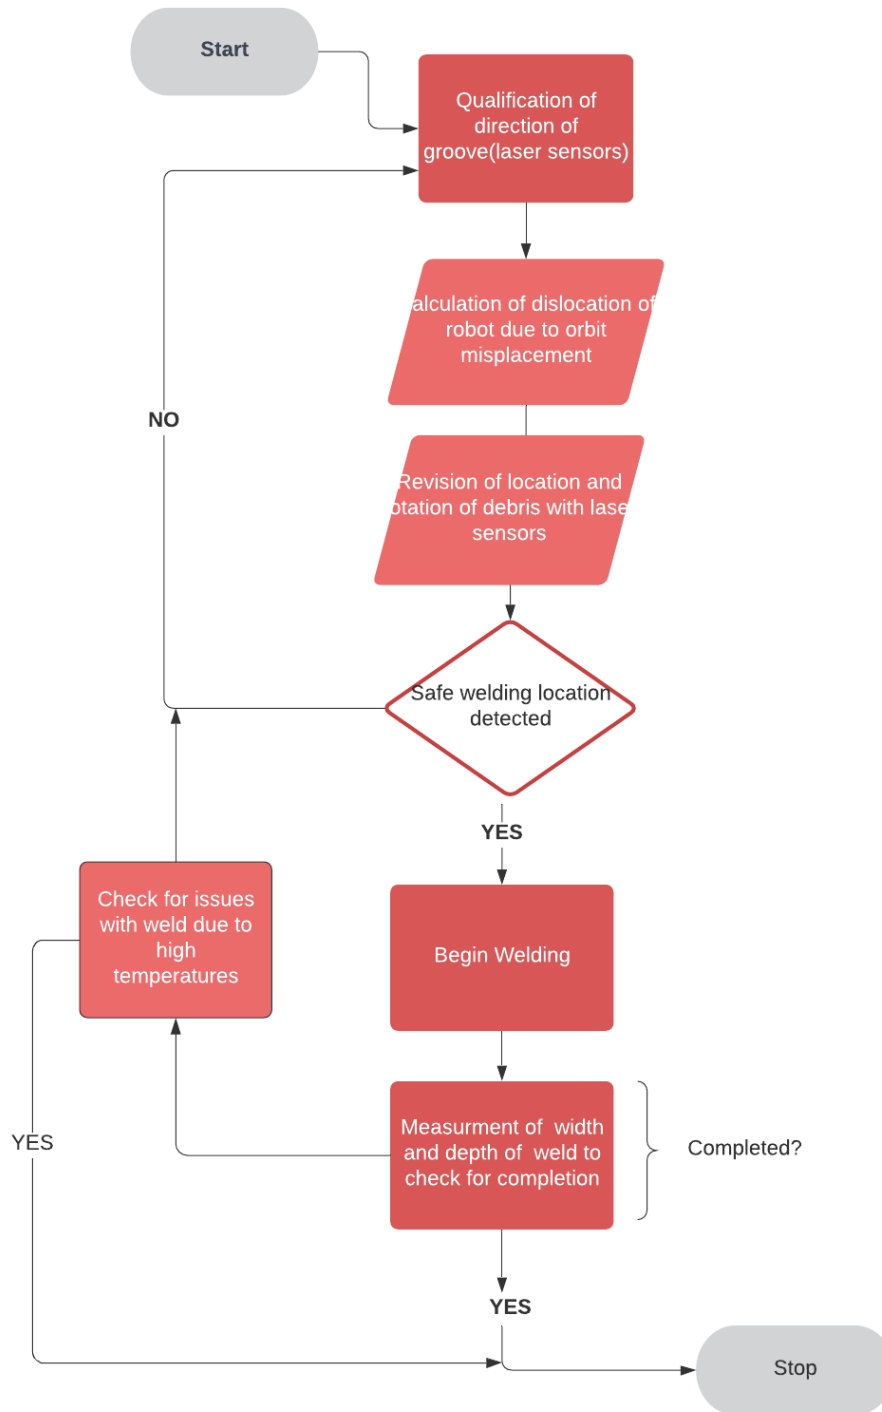 Start
Qualification of
direction of
groove(laser sensors)
alculation of dislocation of
robot due to orbit
misplacement
NO
Revision of location and
otation of debris with lase
sensors
Safe welding location
detected
YES
Check for issues
with weld due to
high
temperatures
Begin Welding
YES
Measurment of width
and depth of weld to
check for completion
Completed?
YES
Stop